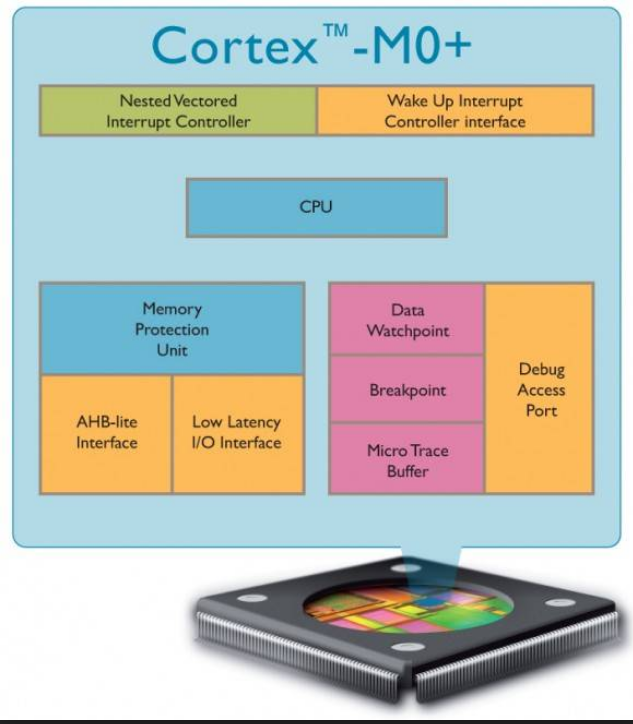 Cortex™-M0+
Nested Vectored
Interrupt Controller
Wake Up Interrupt
Controller interface
CPU
Memory
Protection
Unit
AHB-lite
Interface
Low Latency
I/O Interface
Data
Watchpoint
Breakpoint
Micro Trace
Buffer
Debug
Access
Port